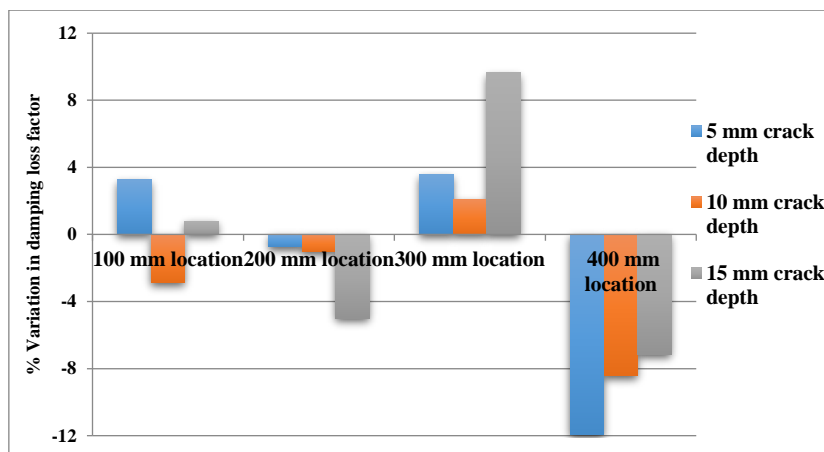 12
8
4
0
-4
-8
-12
% Variation in damping loss factor
100 mm location
200 mm location
300 mm location
400 mm
location
5 mm crack
depth
10 mm crack
depth
15 mm crack
depth